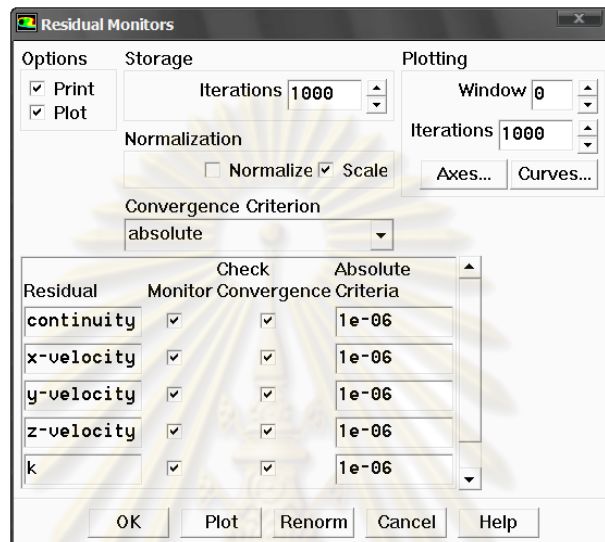 Residual Monitors
Options
Print
Plot
Storage
Iterations 1000
Normalization
Normalize Scale
Convergence Criterion
absolute
Plotting
Window 0
Iterations 1000
Axes... Curves...
Residual Monitor Check Convergence Absolute Criteria
continuity 1e-06
x-velocity 1e-06
y-velocity 1e-06
z-velocity 1e-06
k 1e-06
OK Plot Renorm Cancel Help